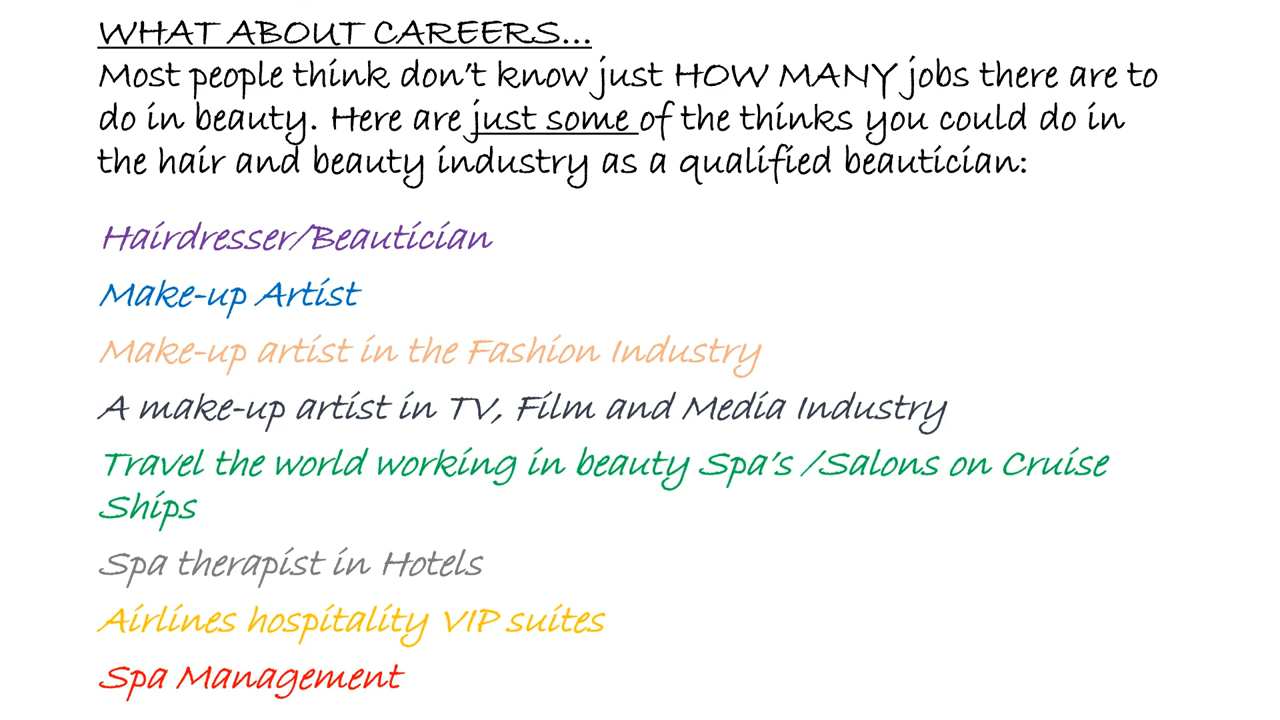 WHAT ABOUT CAREERS...
Most people think don't know just HOW MANY jobs there are to
do in beauty. Here are just some of the thinks you could do in
the hair and beauty industry as a qualified beautician:
Hairdresser/Beautician
Make-up Artist
Make-up artist in the Fashion Industry
A make-up artist in TV, Film and Media Industry
Travel the world working in beauty Spa's /Salons on Cruise
Ships
Spa therapist in Hotels
Airlines hospitality VIP suites
Spa Management